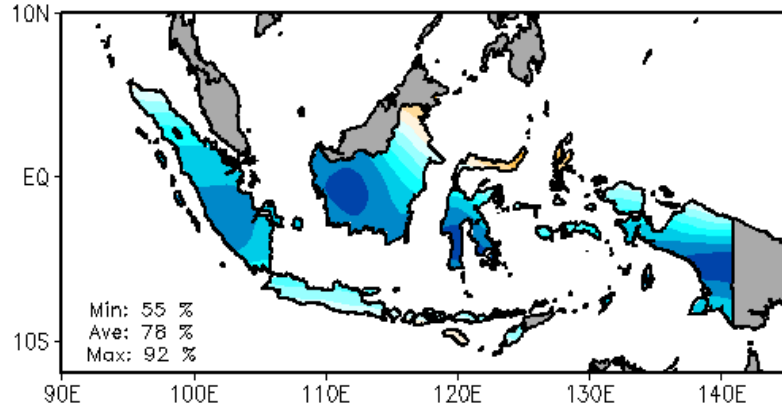 10N
EQ
10S
Min: 55 %
Ave: 78 %
Max: 92 %
90E 100E 110E 120E 130E 140E